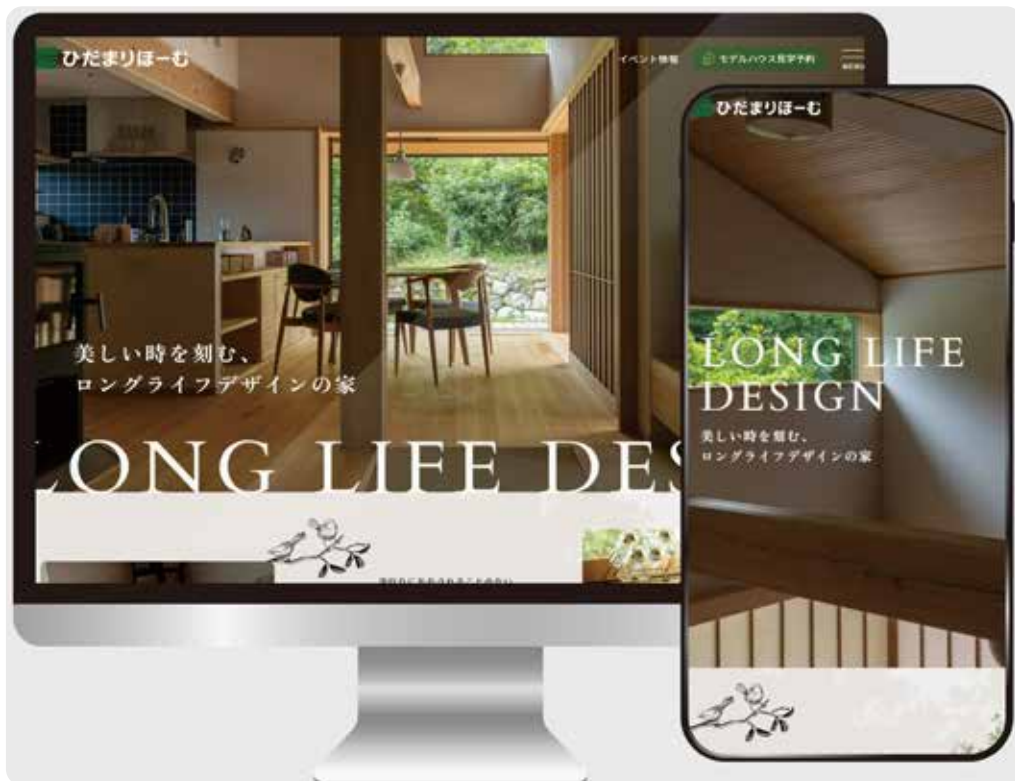 ひだまりほーむ
イベント情報
モデルハウス見学予約
MENU
美しい時を刻む、
ロングライフデザインの家
LONG LIFE DES
ひだまりほーむ
LONG LIFE
DESIGN
美しい時を刻む、
ロングライフデザインの家